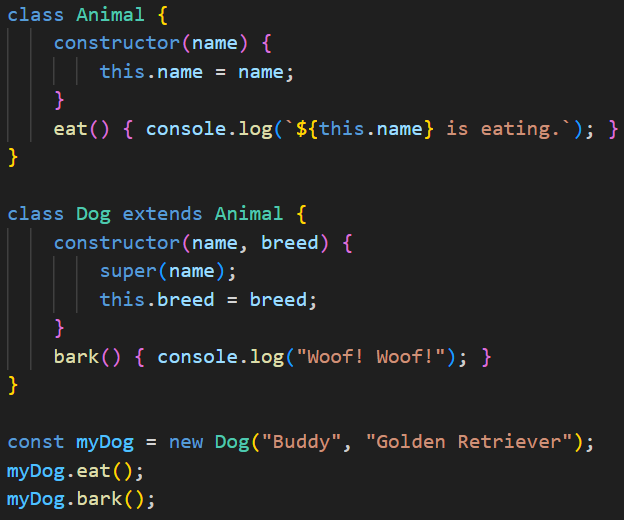 class Animal {
    constructor(name) {
        this.name = name;
    }
    eat() { console.log(`${this.name} is eating.`); }
}

class Dog extends Animal {
    constructor(name, breed) {
        super(name);
        this.breed = breed;
    }
    bark() { console.log("Woof! Woof!"); }
}

const myDog = new Dog("Buddy", "Golden Retriever");
myDog.eat();
myDog.bark();